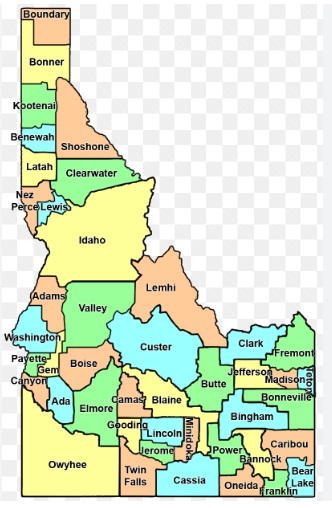 Boundary
Bonner
Kootenai
Benewah
Shoshone
Latah
Clearwater
Nez
Perce
Lewis
Idaho
Lemhi
Adams
Valley
Washington
Custer
Clark
Fremont
Payette
Gem
Boise
Jefferson
Madison
Teton
Canyon
Butte
Ada
Elmore
Camas
Blaine
Bonneville
Bingham
Gooding
Lincoln
Minidoka
Jerome
Power
Caribou
Bannock
Owyhee
Twin
Falls
Cassia
Oneida
Franklin
Bear
Lake